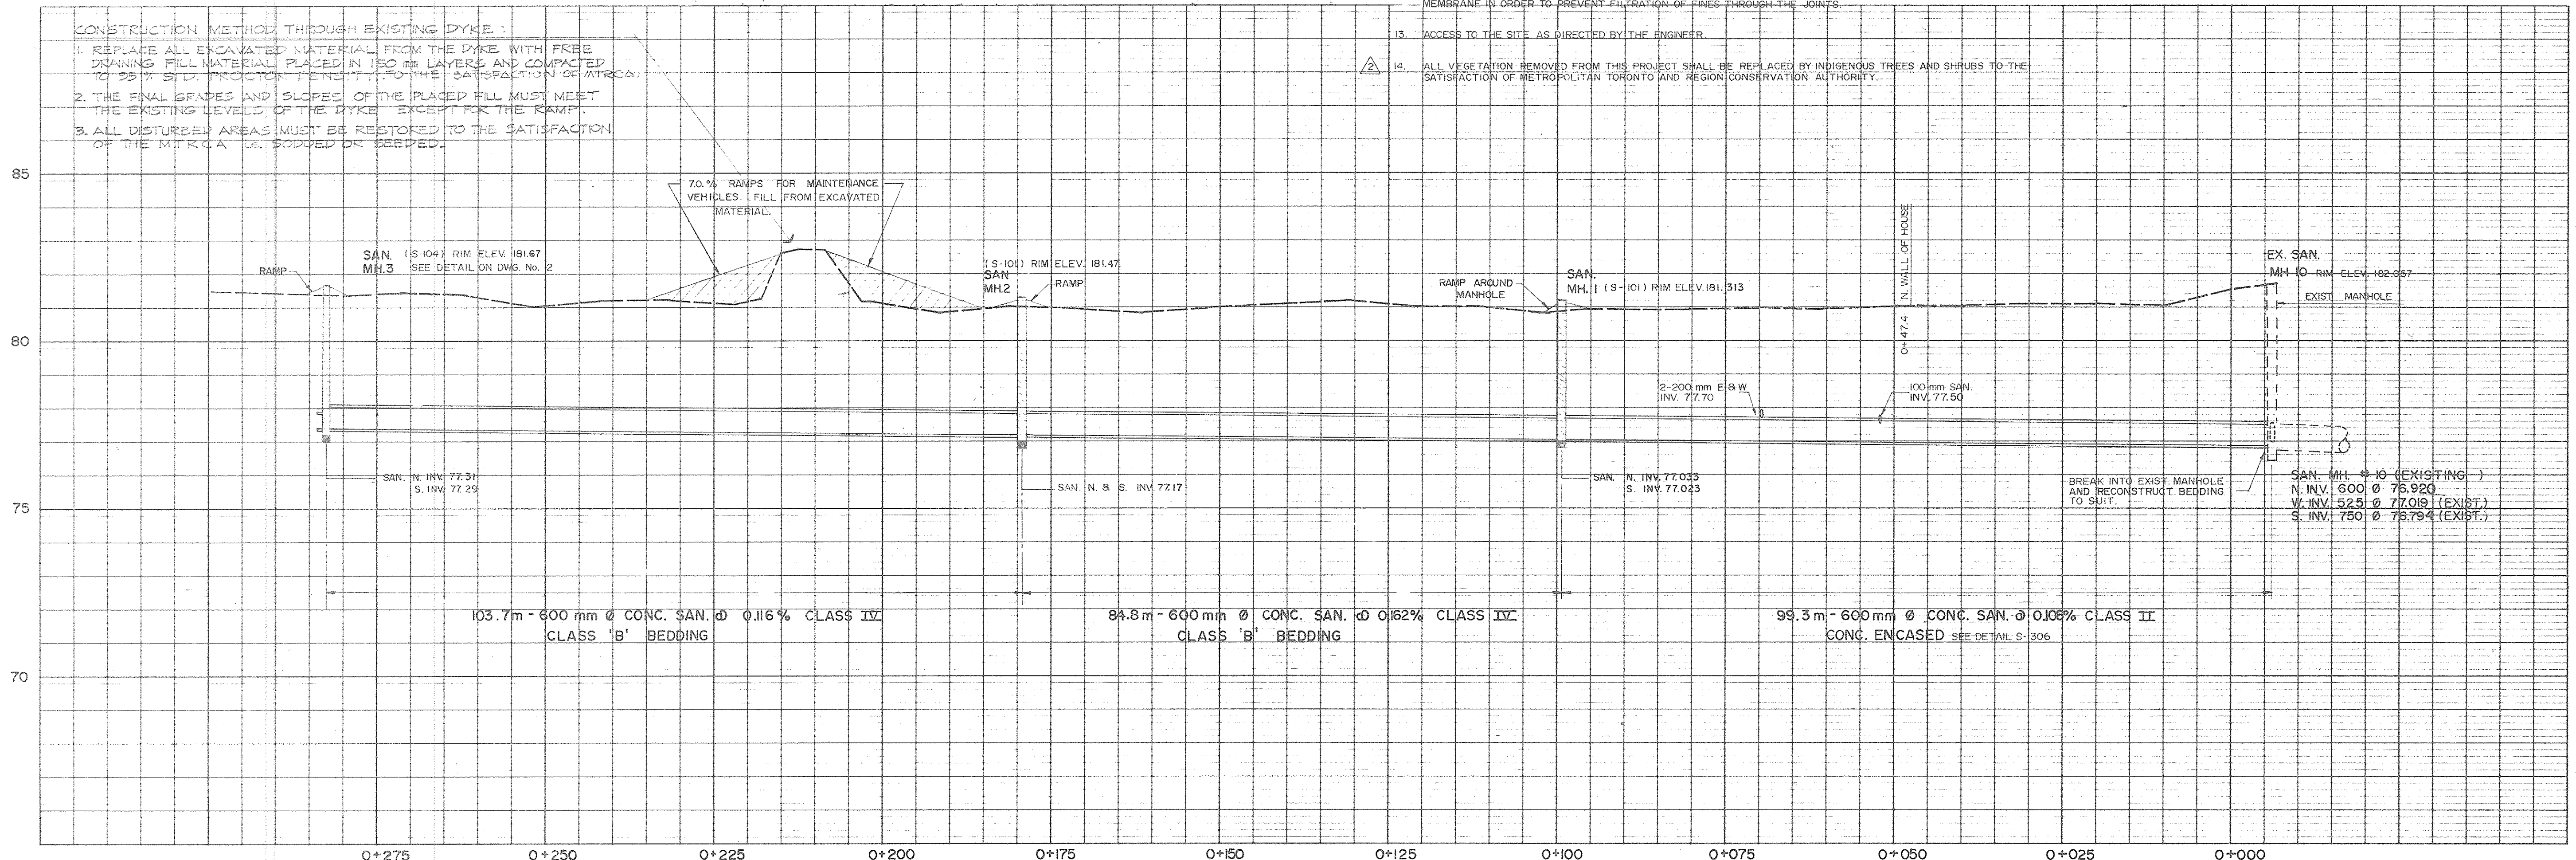 MEMBRANE IN ORDER TO PREVENT FILTRATION OF FINES THROUGH THE JOINTS.
13. ACCESS TO THE SITE AS DIRECTED BY THE ENGINEER.
2 14. ALL VEGETATION REMOVED FROM THIS PROJECT SHALL BE REPLACED BY INDIGENOUS TREES AND SHRUBS TO THE
SATISFACTION OF METROPOLITAN TORONTO AND REGION CONSERVATION AUTHORITY.
CONSTRUCTION METHOD THROUGH EXISTING DYKE :
1. REPLACE ALL EXCAVATED MATERIAL FROM THE DYKE WITH FREE
DRAINING FILL MATERIAL PLACED IN 150 mm LAYERS AND COMPACTED
TO 95 % STD. PROCTOR DENSITY. TO THE SATISFACTION OF MTRCA.
2. THE FINAL GRADES AND SLOPES OF THE PLACED FILL MUST MEET
THE EXISTING LEVELS OF THE DYKE EXCEPT FOR THE RAMP.
3. ALL DISTURBED AREAS MUST BE RESTORED TO THE SATISFACTION
OF THE MTRCA i.e. SODDED OR SEEDED.
85
80
75
70
7.0.% RAMPS FOR MAINTENANCE
VEHICLES. FILL FROM EXCAVATED
MATERIAL.
RAMP
SAN. (S-104) RIM ELEV. 181.67
MH.3 SEE DETAIL ON DWG. No. 2
(S-101) RIM ELEV. 181.47
SAN
MH.2
RAMP
RAMP AROUND
MANHOLE
SAN.
MH. 1 (S-101) RIM ELEV. 181.313
0+47.4 N. WALL OF HOUSE
EX. SAN.
MH 10 RIM ELEV. 182.057
EXIST. MANHOLE
2-200 mm E & W
INV. 77.70
100 mm SAN.
INV. 77.50
SAN. N. INV. 77.31
S. INV. 77.29
SAN. N. & S. INV. 77.17
SAN. N. INV. 77.033
S. INV. 77.023
BREAK INTO EXIST. MANHOLE
AND RECONSTRUCT BEDDING
TO SUIT.
SAN. MH. # 10 (EXISTING )
N. INV. 600 Ø 76.920
W. INV. 525 Ø 77.019 (EXIST.)
S. INV. 750 Ø 76.794 (EXIST.)
103.7m - 600 mm Ø CONC. SAN. @ 0.116 % CLASS IV
CLASS 'B' BEDDING
84.8 m - 600 mm Ø CONC. SAN. @ 0.162% CLASS IV
CLASS 'B' BEDDING
99.3 m - 600 mm Ø CONC. SAN. @ 0.106% CLASS II
CONC. ENCASED SEE DETAIL S-306
0+275
0+250
0+225
0+200
0+175
0+150
0+125
0+100
0+075
0+050
0+025
0+000